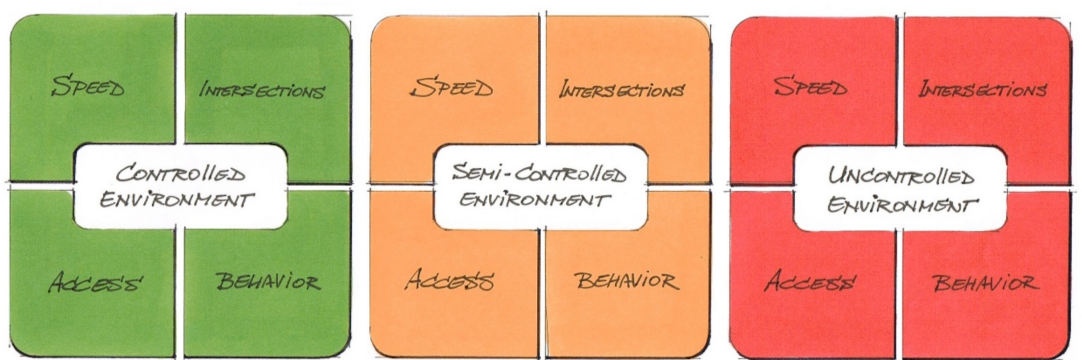 SPEED
INTERSECTIONS
CONTROLLED
ENVIRONMENT
ACCESS
BEHAVIOR
SPEED
INTERSECTIONS
SEMI-CONTROLLED
ENVIRONMENT
ACCESS
BEHAVIOR
SPEED
INTERSECTIONS
UNCONTROLLED
ENVIRONMENT
ACCESS
BEHAVIOR